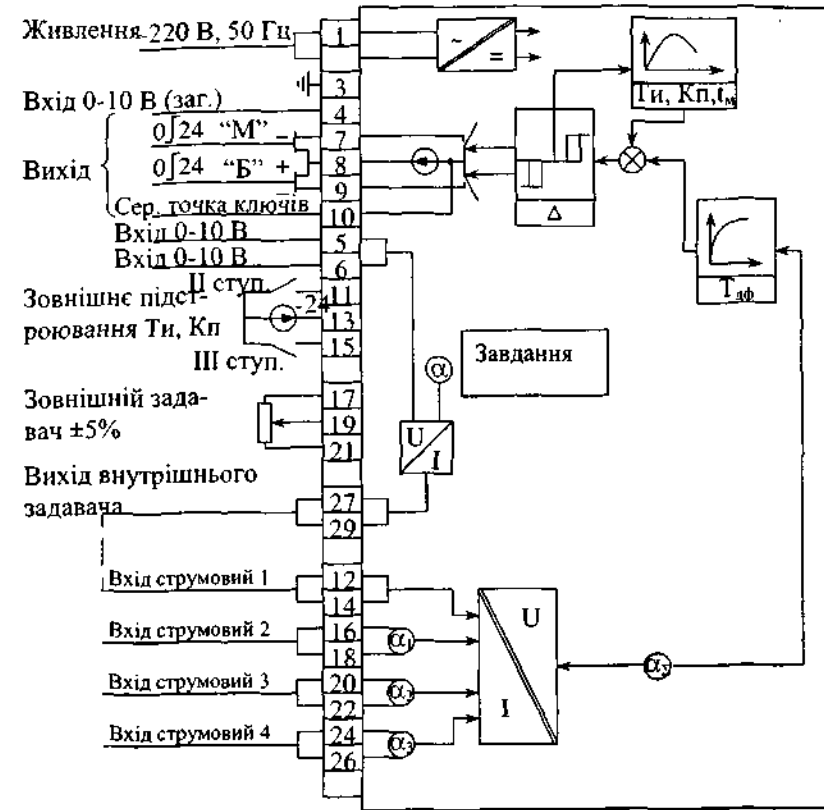 Живлення 220 В, 50 Гц
1
~
=
3
Вхід 0-10 В (заг.)
4
Ти, Кп, tм
0∫24 “М” –
7
Вихід
0∫24 “Б” +
8
–
9
Δ
Сер. точка ключів
10
Вхід 0-10 В
5
Вхід 0-10 В
6
Тдф
II ступ.
11
-24
Зовнішнє підст-
роювання Ти, Кп
13
15
III ступ.
Завдання
α
Зовнішній зада-
вач ±5%
17
19
21
U
I
Вихід внутрішнього
задавача
27
29
Вхід струмовий 1
12
14
U
Вхід струмовий 2
16
α₁
18
αΣ
Вхід струмовий 3
20
α₂
22
I
Вхід струмовий 4
24
α₃
26